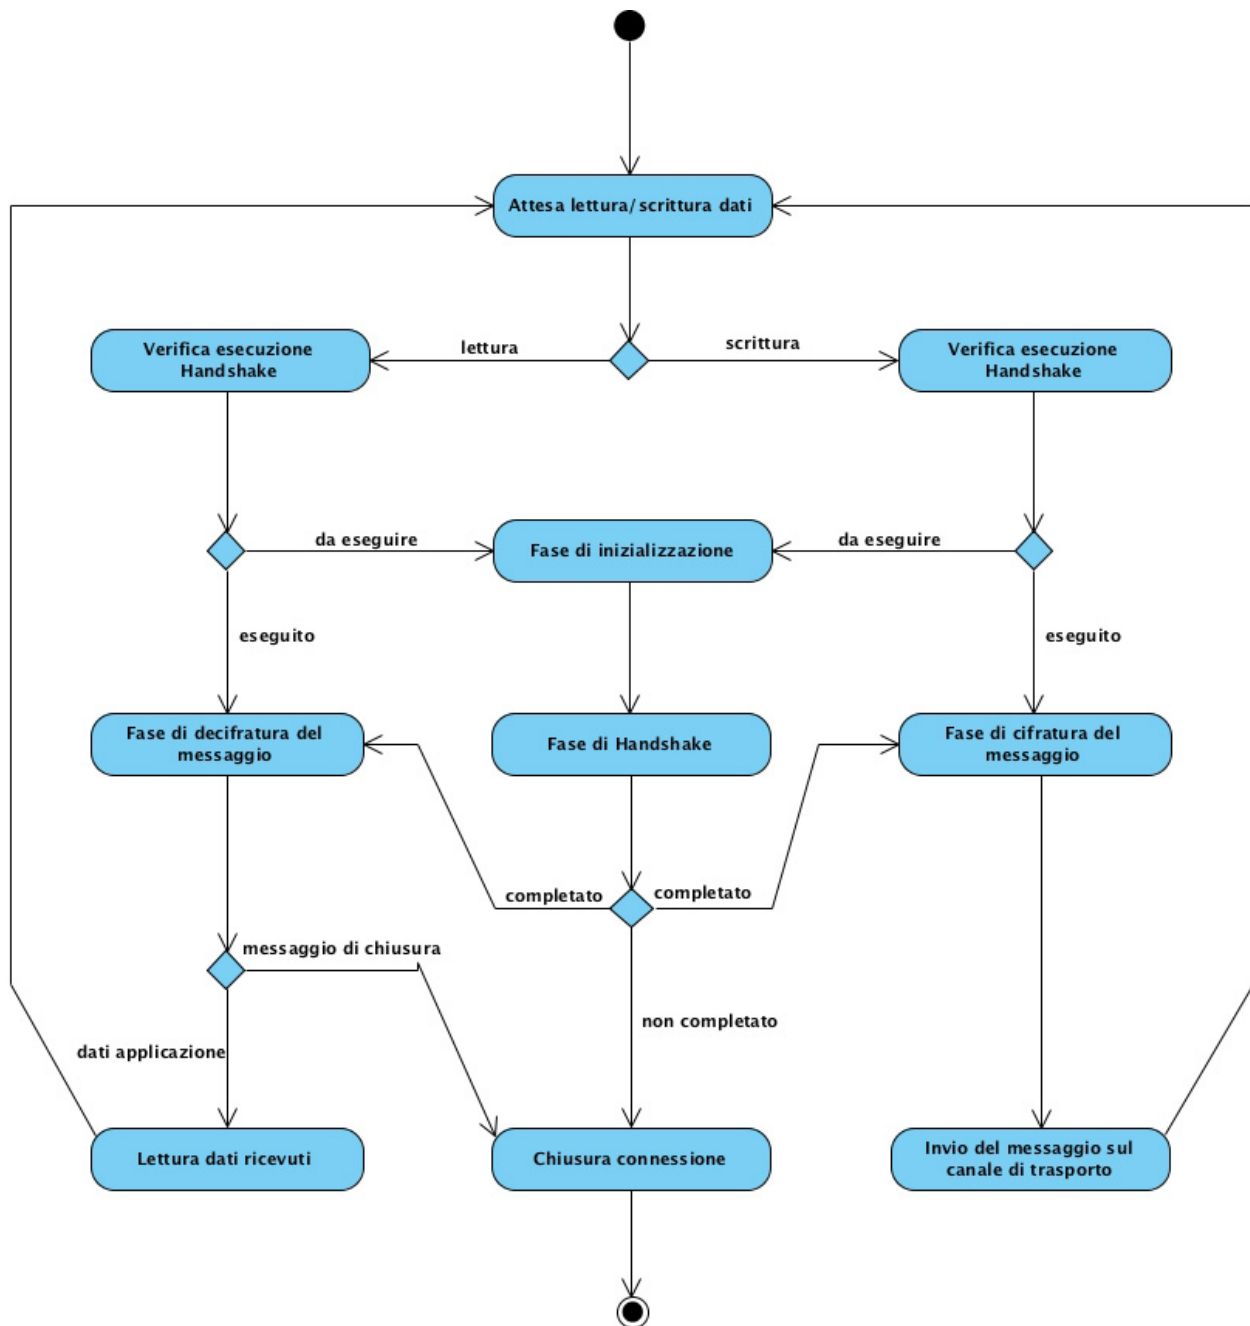 Attesa lettura/scrittura dati
Verifica esecuzione
Handshake
lettura
scrittura
Verifica esecuzione
Handshake
da eseguire
Fase di inizializzazione
da eseguire
eseguito
eseguito
Fase di decifratura del
messaggio
Fase di Handshake
Fase di cifratura del
messaggio
completato
completato
messaggio di chiusura
non completato
dati applicazione
Lettura dati ricevuti
Chiusura connessione
Invio del messaggio sul
canale di trasporto